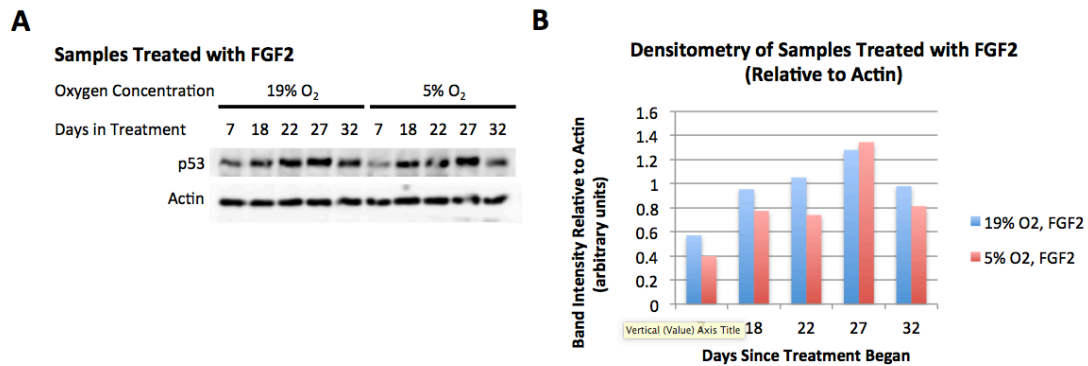 A
Samples Treated with FGF2
Oxygen Concentration 19% O₂ 5% O₂
Days in Treatment 7 18 22 27 32 7 18 22 27 32
p53
Actin
B
Densitometry of Samples Treated with FGF2
(Relative to Actin)
Band Intensity Relative to Actin
(arbitrary units)
1.6
1.4
1.2
1
0.8
0.6
0.4
0.2
0
Vertical (Value) Axis Title
18 22 27 32
Days Since Treatment Began
19% O2, FGF2
5% O2, FGF2